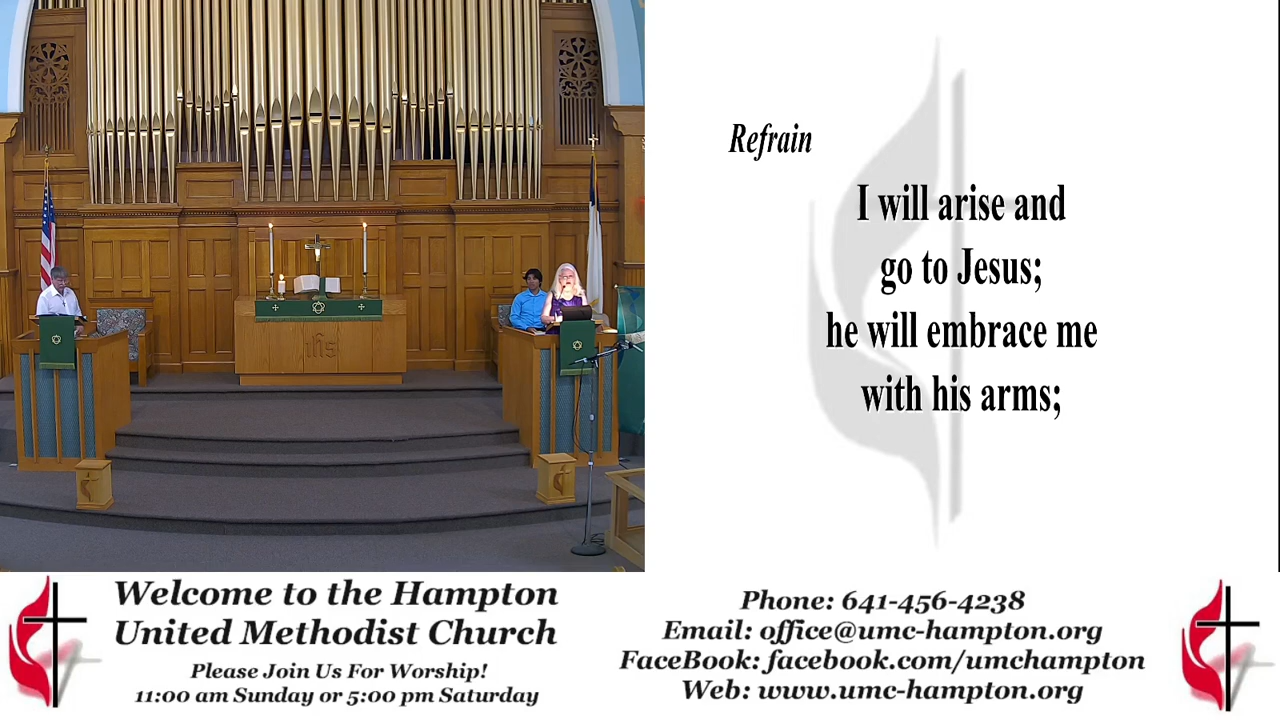 Refrain
I will arise and
go to Jesus;
he will embrace me
with his arms;
ihs
Welcome to the Hampton
United Methodist Church
Please Join Us For Worship!
11:00 am Sunday or 5:00 pm Saturday
Phone: 641-456-4238
Email: office@umc-hampton.org
FaceBook: facebook.com/umchampton
Web: www.umc-hampton.org